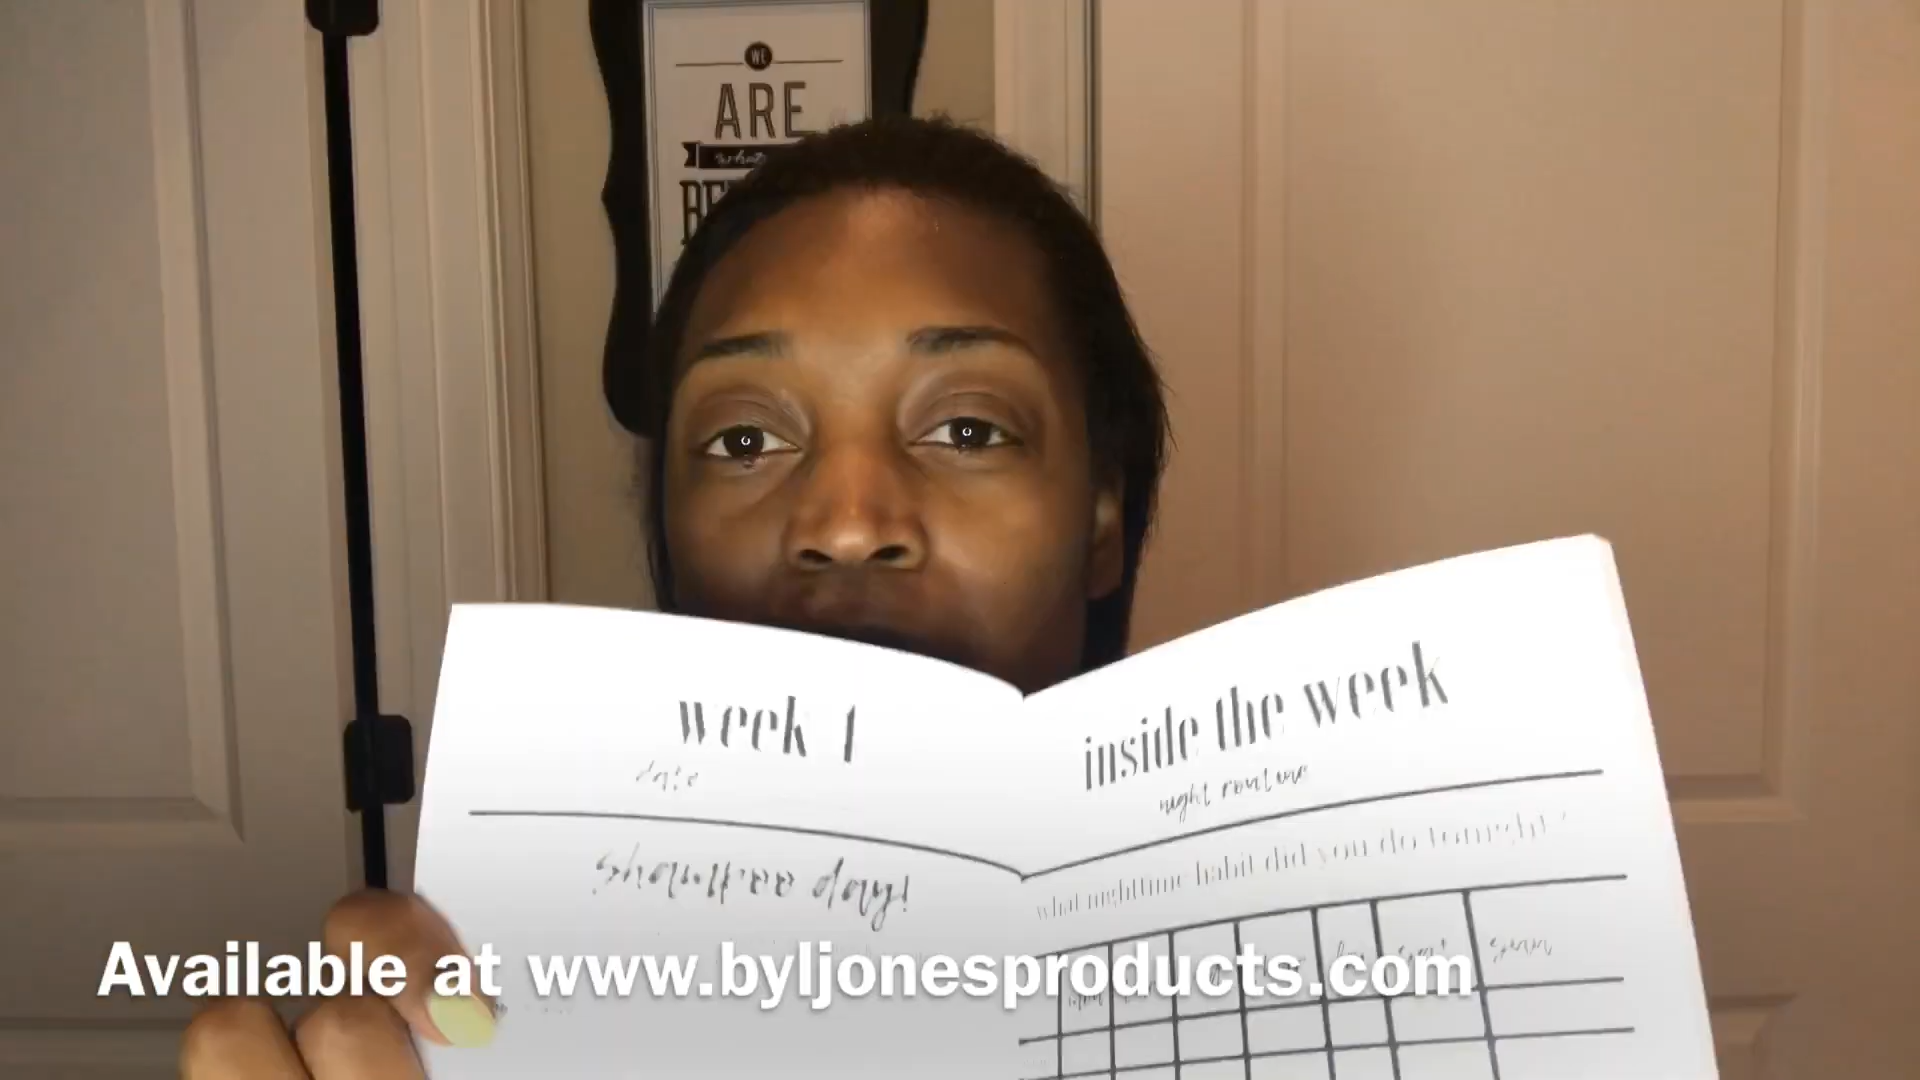 WE
ARE
what
week 1
date
shampoo day!
inside the week
night routine
what nighttime habit did you do tonight?
sun
Available at www.byljonesproducts.com